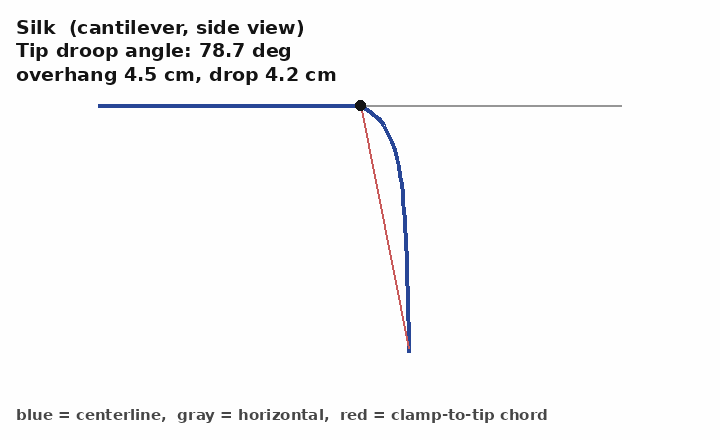 Silk  (cantilever, side view)
Tip droop angle: 78.7 deg
overhang 4.5 cm, drop 4.2 cm
blue = centerline,  gray = horizontal,  red = clamp-to-tip chord